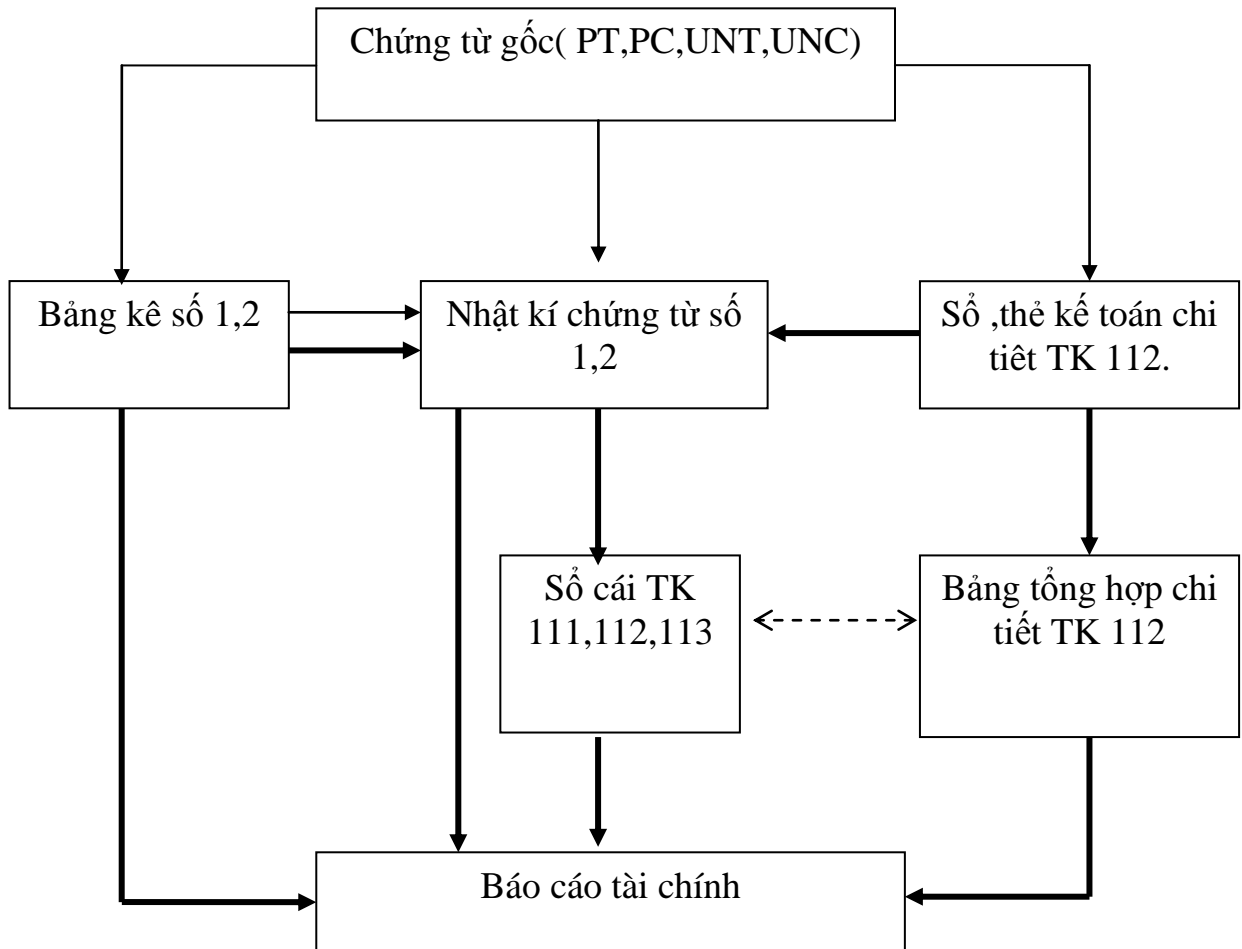 Chứng từ gốc( PT,PC,UNT,UNC)
Bảng kê số 1,2
Nhật kí chứng từ số
1,2
Sổ ,thẻ kế toán chi
tiêt TK 112.
Sổ cái TK
111,112,113
Bảng tổng hợp chi
tiết TK 112
Báo cáo tài chính